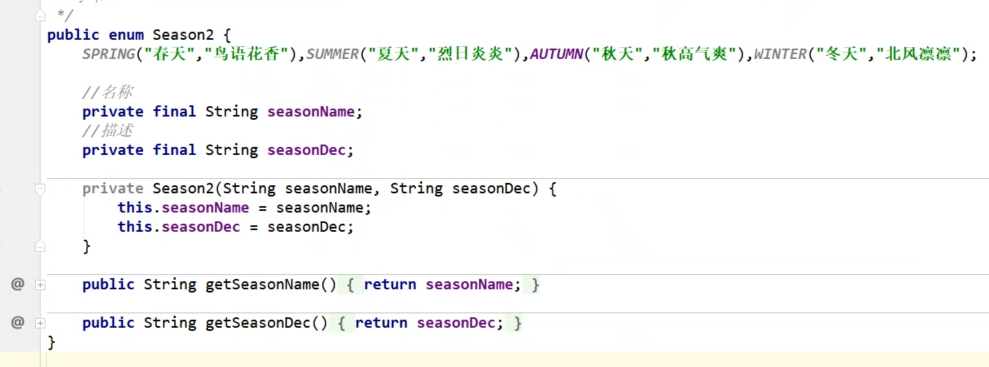 */
public enum Season2 {
SPRING("春天","鸟语花香"),SUMMER("夏天","烈日炎炎"),AUTUMN("秋天","秋高气爽"),WINTER("冬天","北风凛凛");
//名称
private final String seasonName;
//描述
private final String seasonDec;
private Season2(String seasonName, String seasonDec) {
this.seasonName = seasonName;
this.seasonDec = seasonDec;
}
@ public String getSeasonName() { return seasonName; }
@ public String getSeasonDec() { return seasonDec; }
}